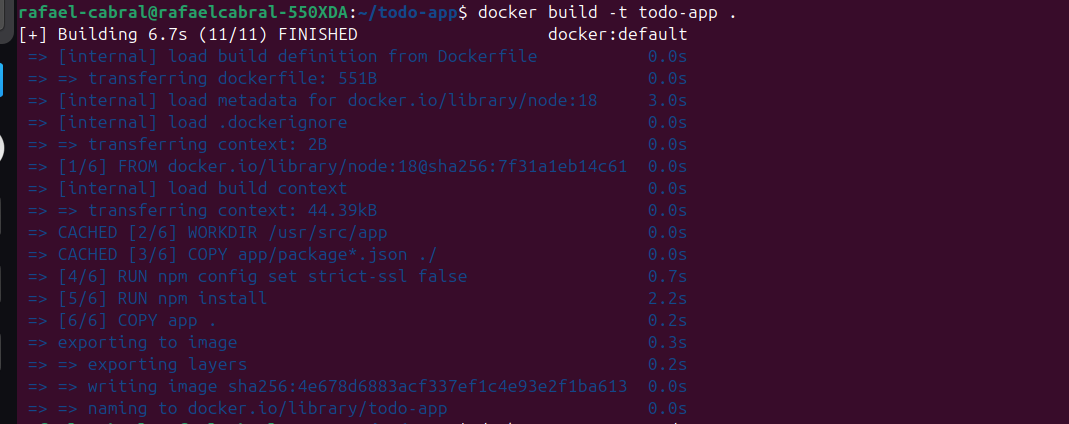 rafael-cabral@rafaelcabral-550XDA:~/todo-app$ docker build -t todo-app .
[+] Building 6.7s (11/11) FINISHED docker:default
=> [internal] load build definition from Dockerfile 0.0s
=> => transferring dockerfile: 551B 0.0s
=> [internal] load metadata for docker.io/library/node:18 3.0s
=> [internal] load .dockerignore 0.0s
=> => transferring context: 2B 0.0s
=> [1/6] FROM docker.io/library/node:18@sha256:7f31a1eb14c61 0.0s
=> [internal] load build context 0.0s
=> => transferring context: 44.39kB 0.0s
=> CACHED [2/6] WORKDIR /usr/src/app 0.0s
=> CACHED [3/6] COPY app/package*.json ./ 0.0s
=> [4/6] RUN npm config set strict-ssl false 0.7s
=> [5/6] RUN npm install 2.2s
=> [6/6] COPY app . 0.2s
=> exporting to image 0.3s
=> => exporting layers 0.2s
=> => writing image sha256:4e678d6883acf337ef1c4e93e2f1ba613 0.0s
=> => naming to docker.io/library/todo-app 0.0s